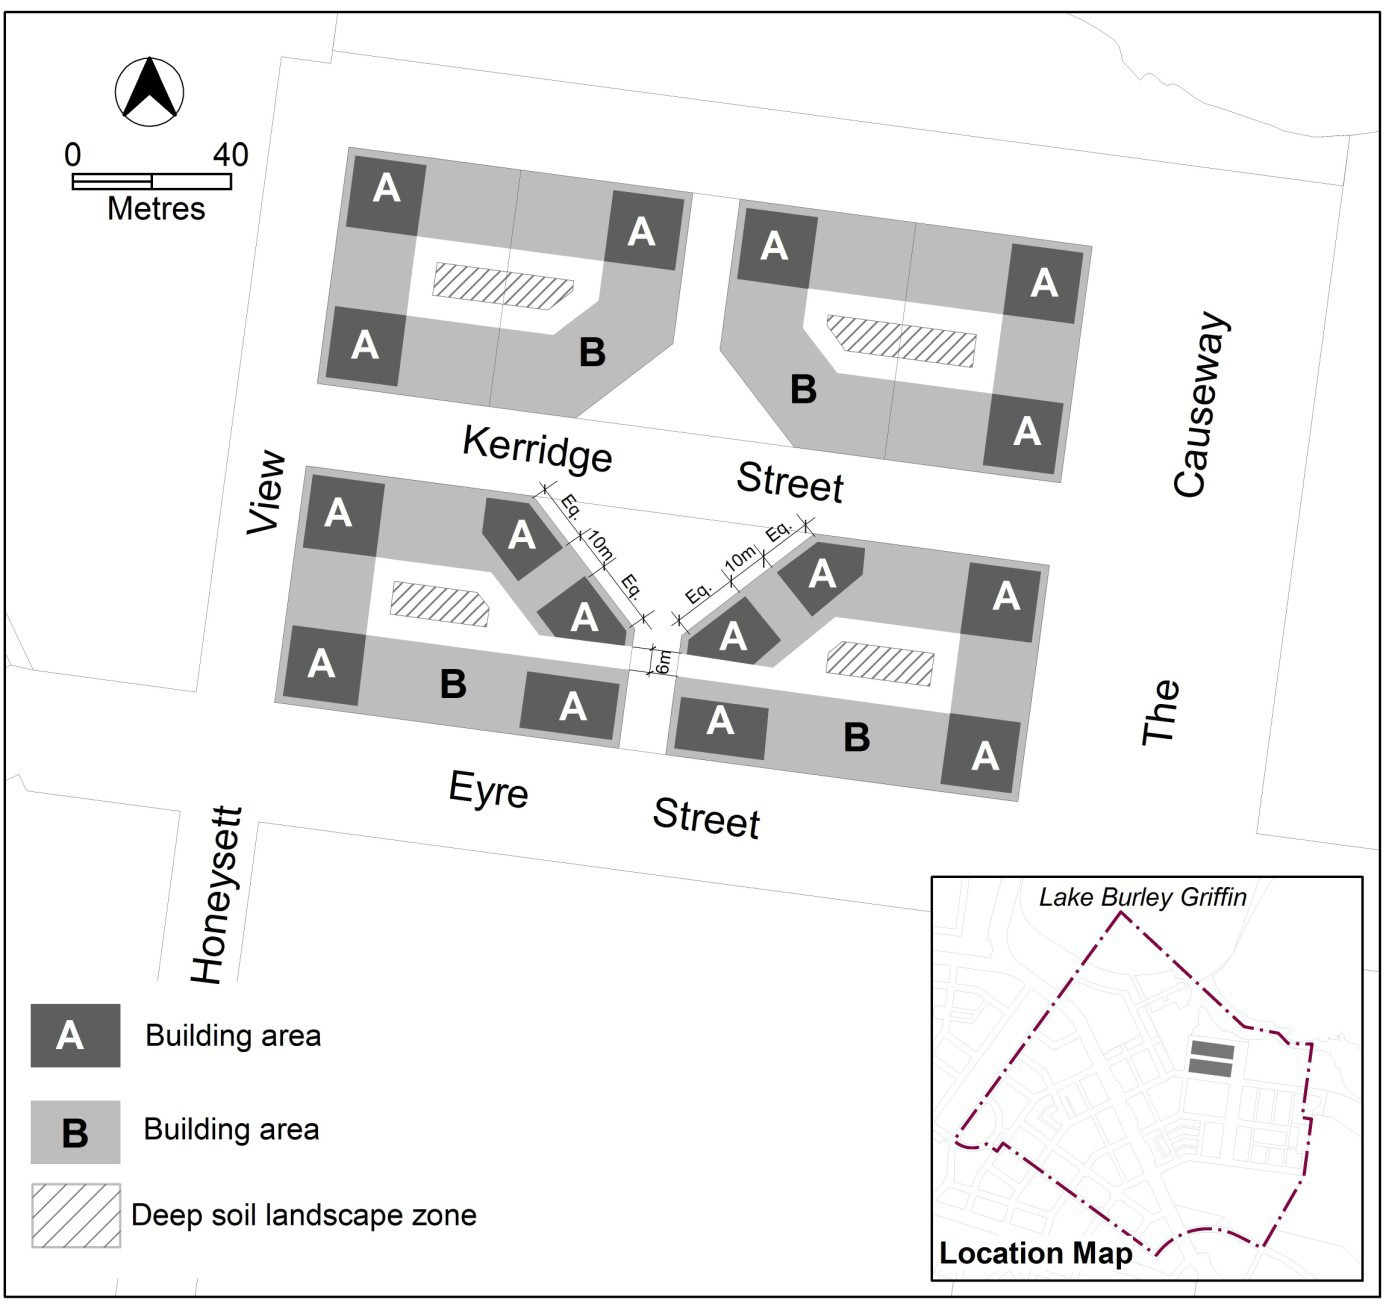 0 40
Metres
A
A
A
B
A
A
B
A
Kerridge Street
View
Causeway
A
A
A
A
B
A
Eq.
10m
Eq.
Eq.
10m
Eq.
6m
A
A
A
A
B
A
The
Eyre Street
Honeysett
A Building area
B Building area
Deep soil landscape zone
Lake Burley Griffin
Location Map